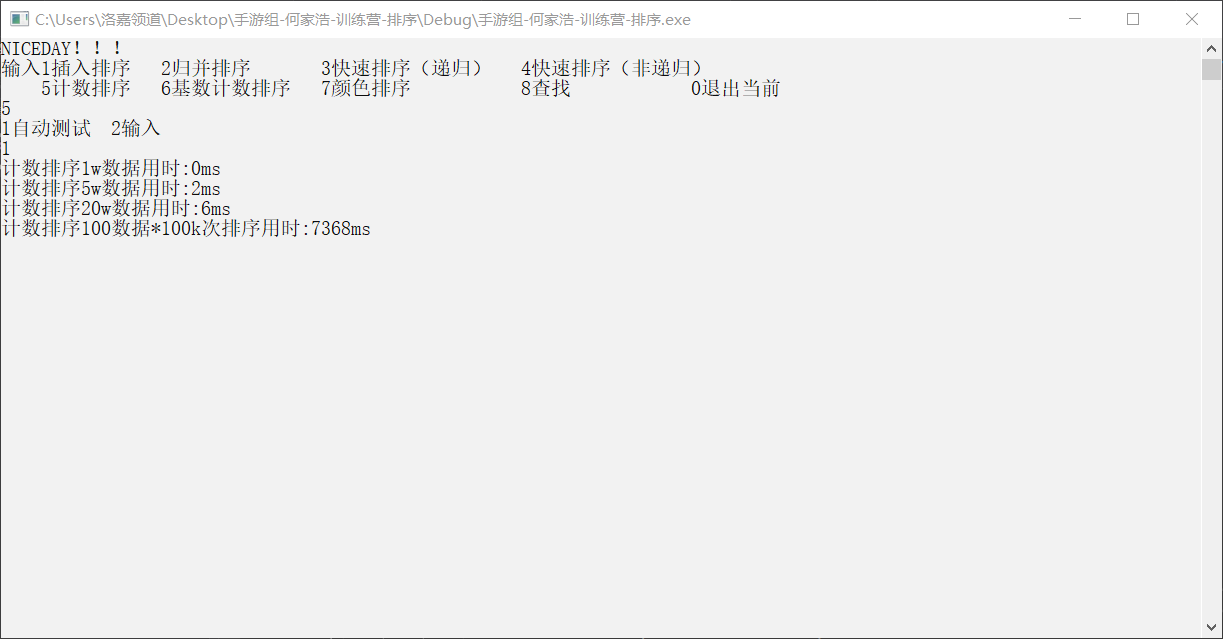 C:\Users\洛嘉领道\Desktop\手游组-何家浩-训练营-排序\Debug\手游组-何家浩-训练营-排序.exe
NICEDAY！！！
输入1插入排序   2归并排序       3快速排序（递归）   4快速排序（非递归）
    5计数排序   6基数计数排序   7颜色排序           8查找            0退出当前
5
1自动测试  2输入
1
计数排序1w数据用时:0ms
计数排序5w数据用时:2ms
计数排序20w数据用时:6ms
计数排序100数据*100k次排序用时:7368ms